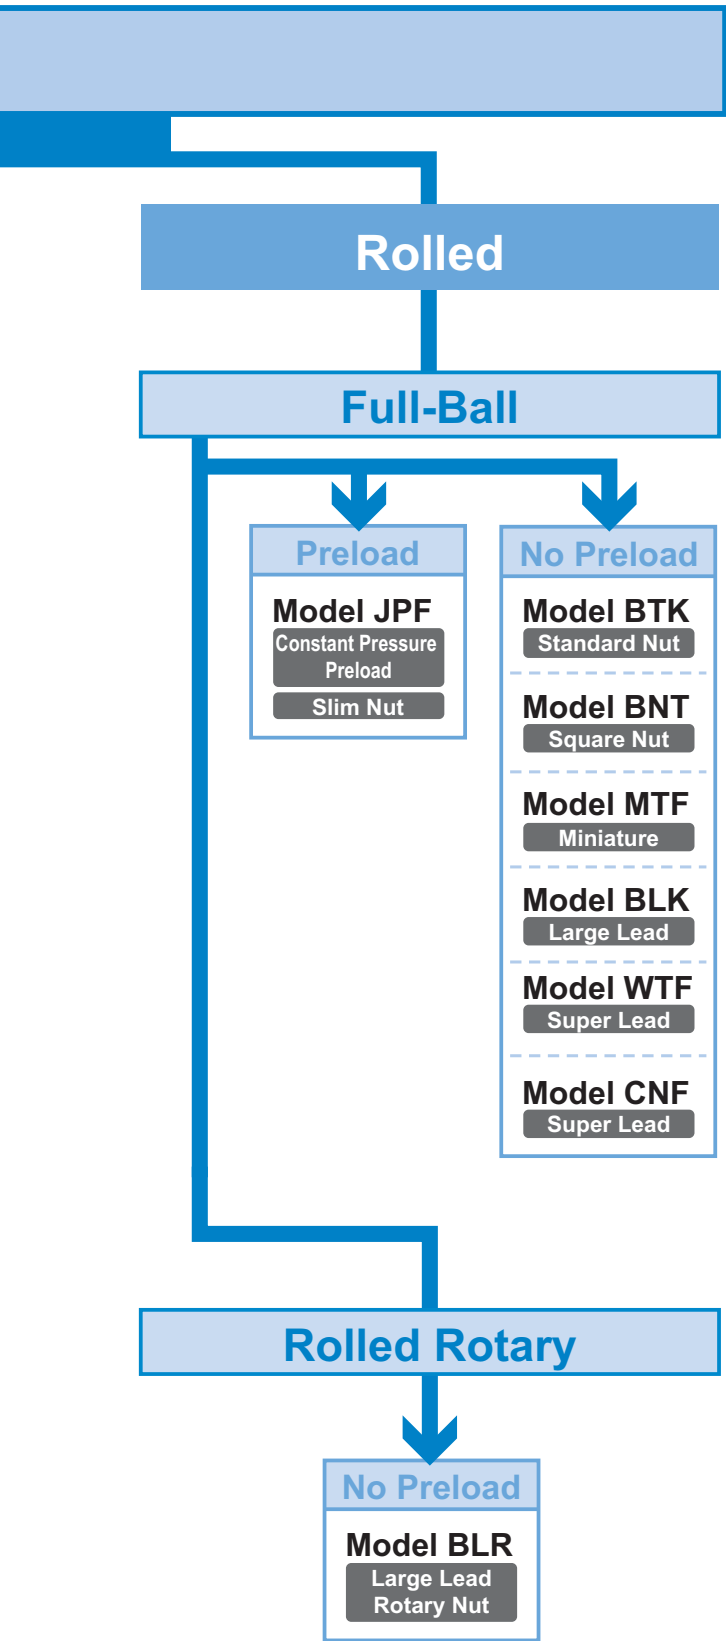 Rolled
Full-Ball
Preload
Model JPF
Constant Pressure
Preload
Slim Nut
No Preload
Model BTK
Standard Nut
Model BNT
Square Nut
Model MTF
Miniature
Model BLK
Large Lead
Model WTF
Super Lead
Model CNF
Super Lead
Rolled Rotary
No Preload
Model BLR
Large Lead
Rotary Nut